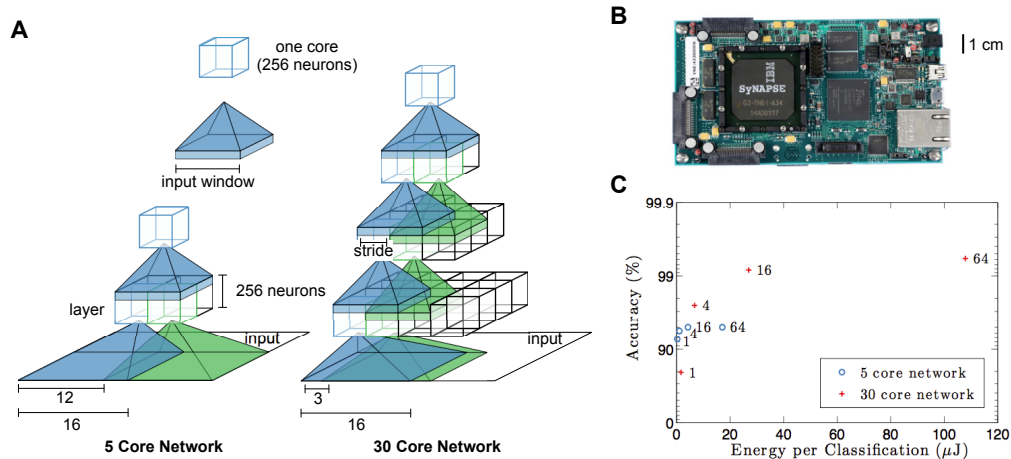 A
one core
(256 neurons)
input window
layer
256 neurons
input
12
16
5 Core Network
stride
input
3
16
30 Core Network
B
1 cm
IBM
SyNAPSE
14AD0117
C
99.9
99
90
0
Accuracy (%)
16
64
4
16
64
4
1
1
5 core network
30 core network
0
20
40
60
80
100
120
Energy per Classification (μJ)